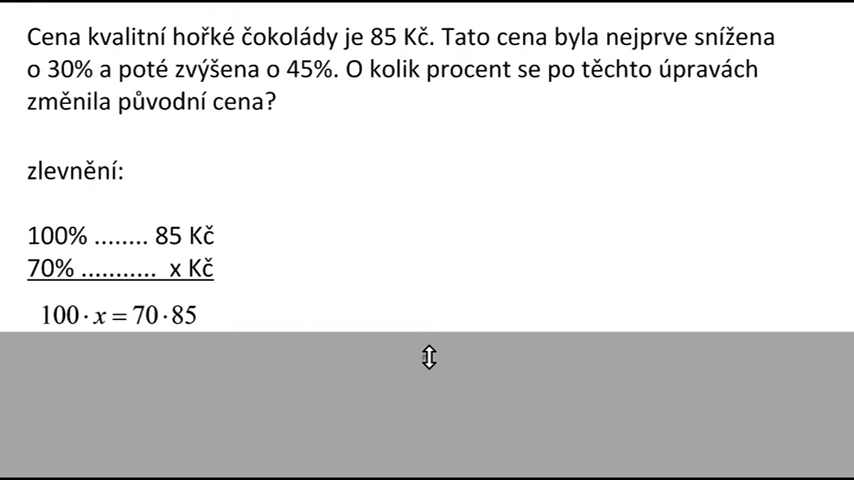 Cena kvalitní hořké čokolády je 85 Kč. Tato cena byla nejprve snížena
o 30% a poté zvýšena o 45%. O kolik procent se po těchto úpravách
změnila původní cena?
zlevnění:
100% ........ 85 Kč
70% ........... x Kč
100 · x = 70 · 85